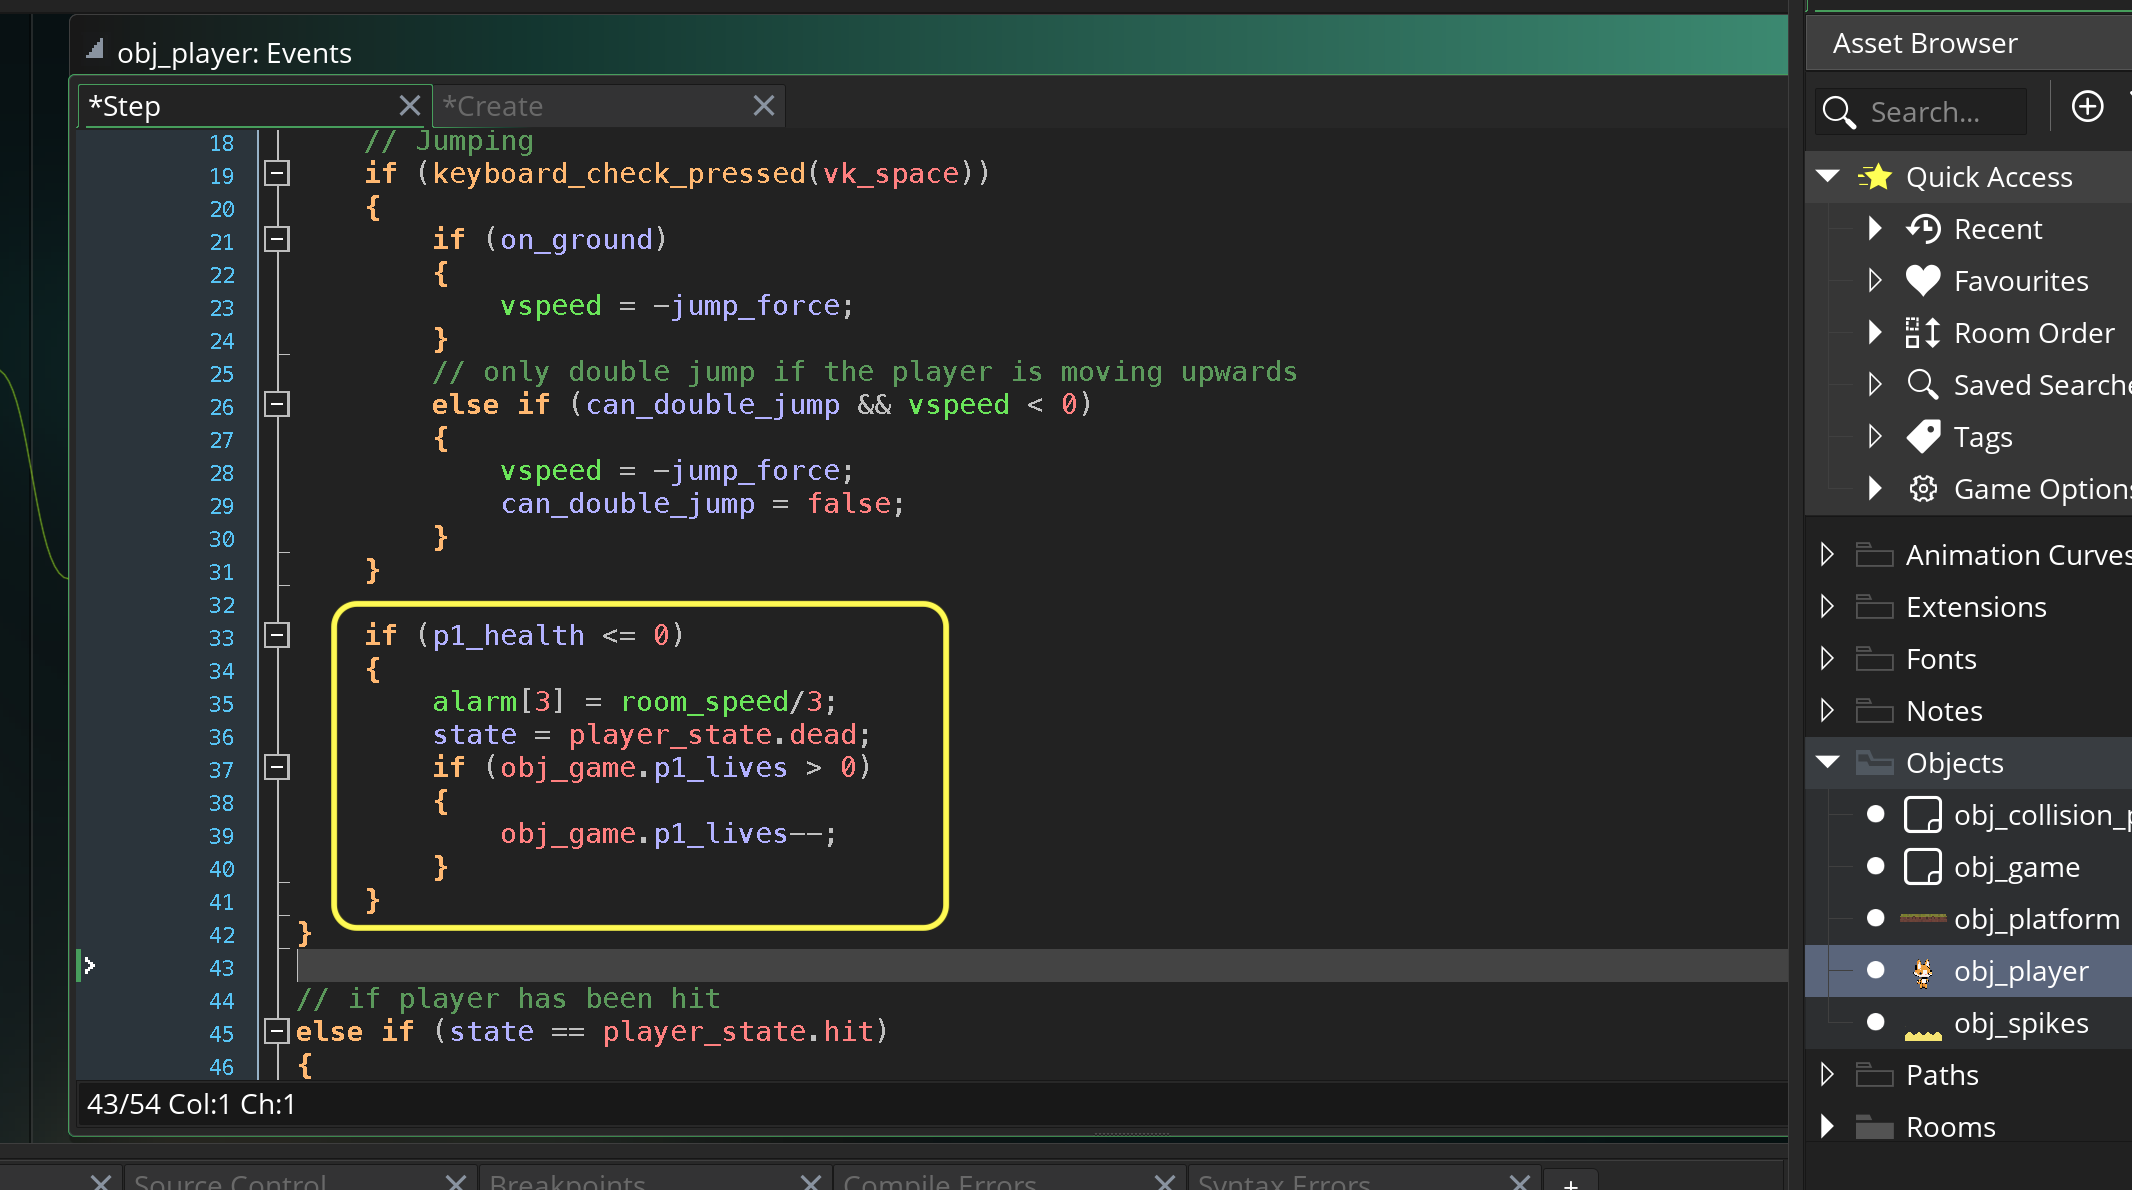 obj_player: Events
*Step
*Create
18 // Jumping
19 if (keyboard_check_pressed(vk_space))
20 {
21 if (on_ground)
22 {
23 vspeed = -jump_force;
24 }
25 // only double jump if the player is moving upwards
26 else if (can_double_jump && vspeed < 0)
27 {
28 vspeed = -jump_force;
29 can_double_jump = false;
30 }
31 }
32
33 if (p1_health <= 0)
34 {
35 alarm[3] = room_speed/3;
36 state = player_state.dead;
37 if (obj_game.p1_lives > 0)
38 {
39 obj_game.p1_lives--;
40 }
41 }
42 }
43
44 // if player has been hit
45 else if (state == player_state.hit)
46 {
43/54 Col:1 Ch:1
Source Control
Breakpoints
Compile Errors
Syntax Errors
+
Asset Browser
Search...
Quick Access
Recent
Favourites
Room Order
Saved Searche
Tags
Game Options
Animation Curves
Extensions
Fonts
Notes
Objects
obj_collision_p
obj_game
obj_platform
obj_player
obj_spikes
Paths
Rooms